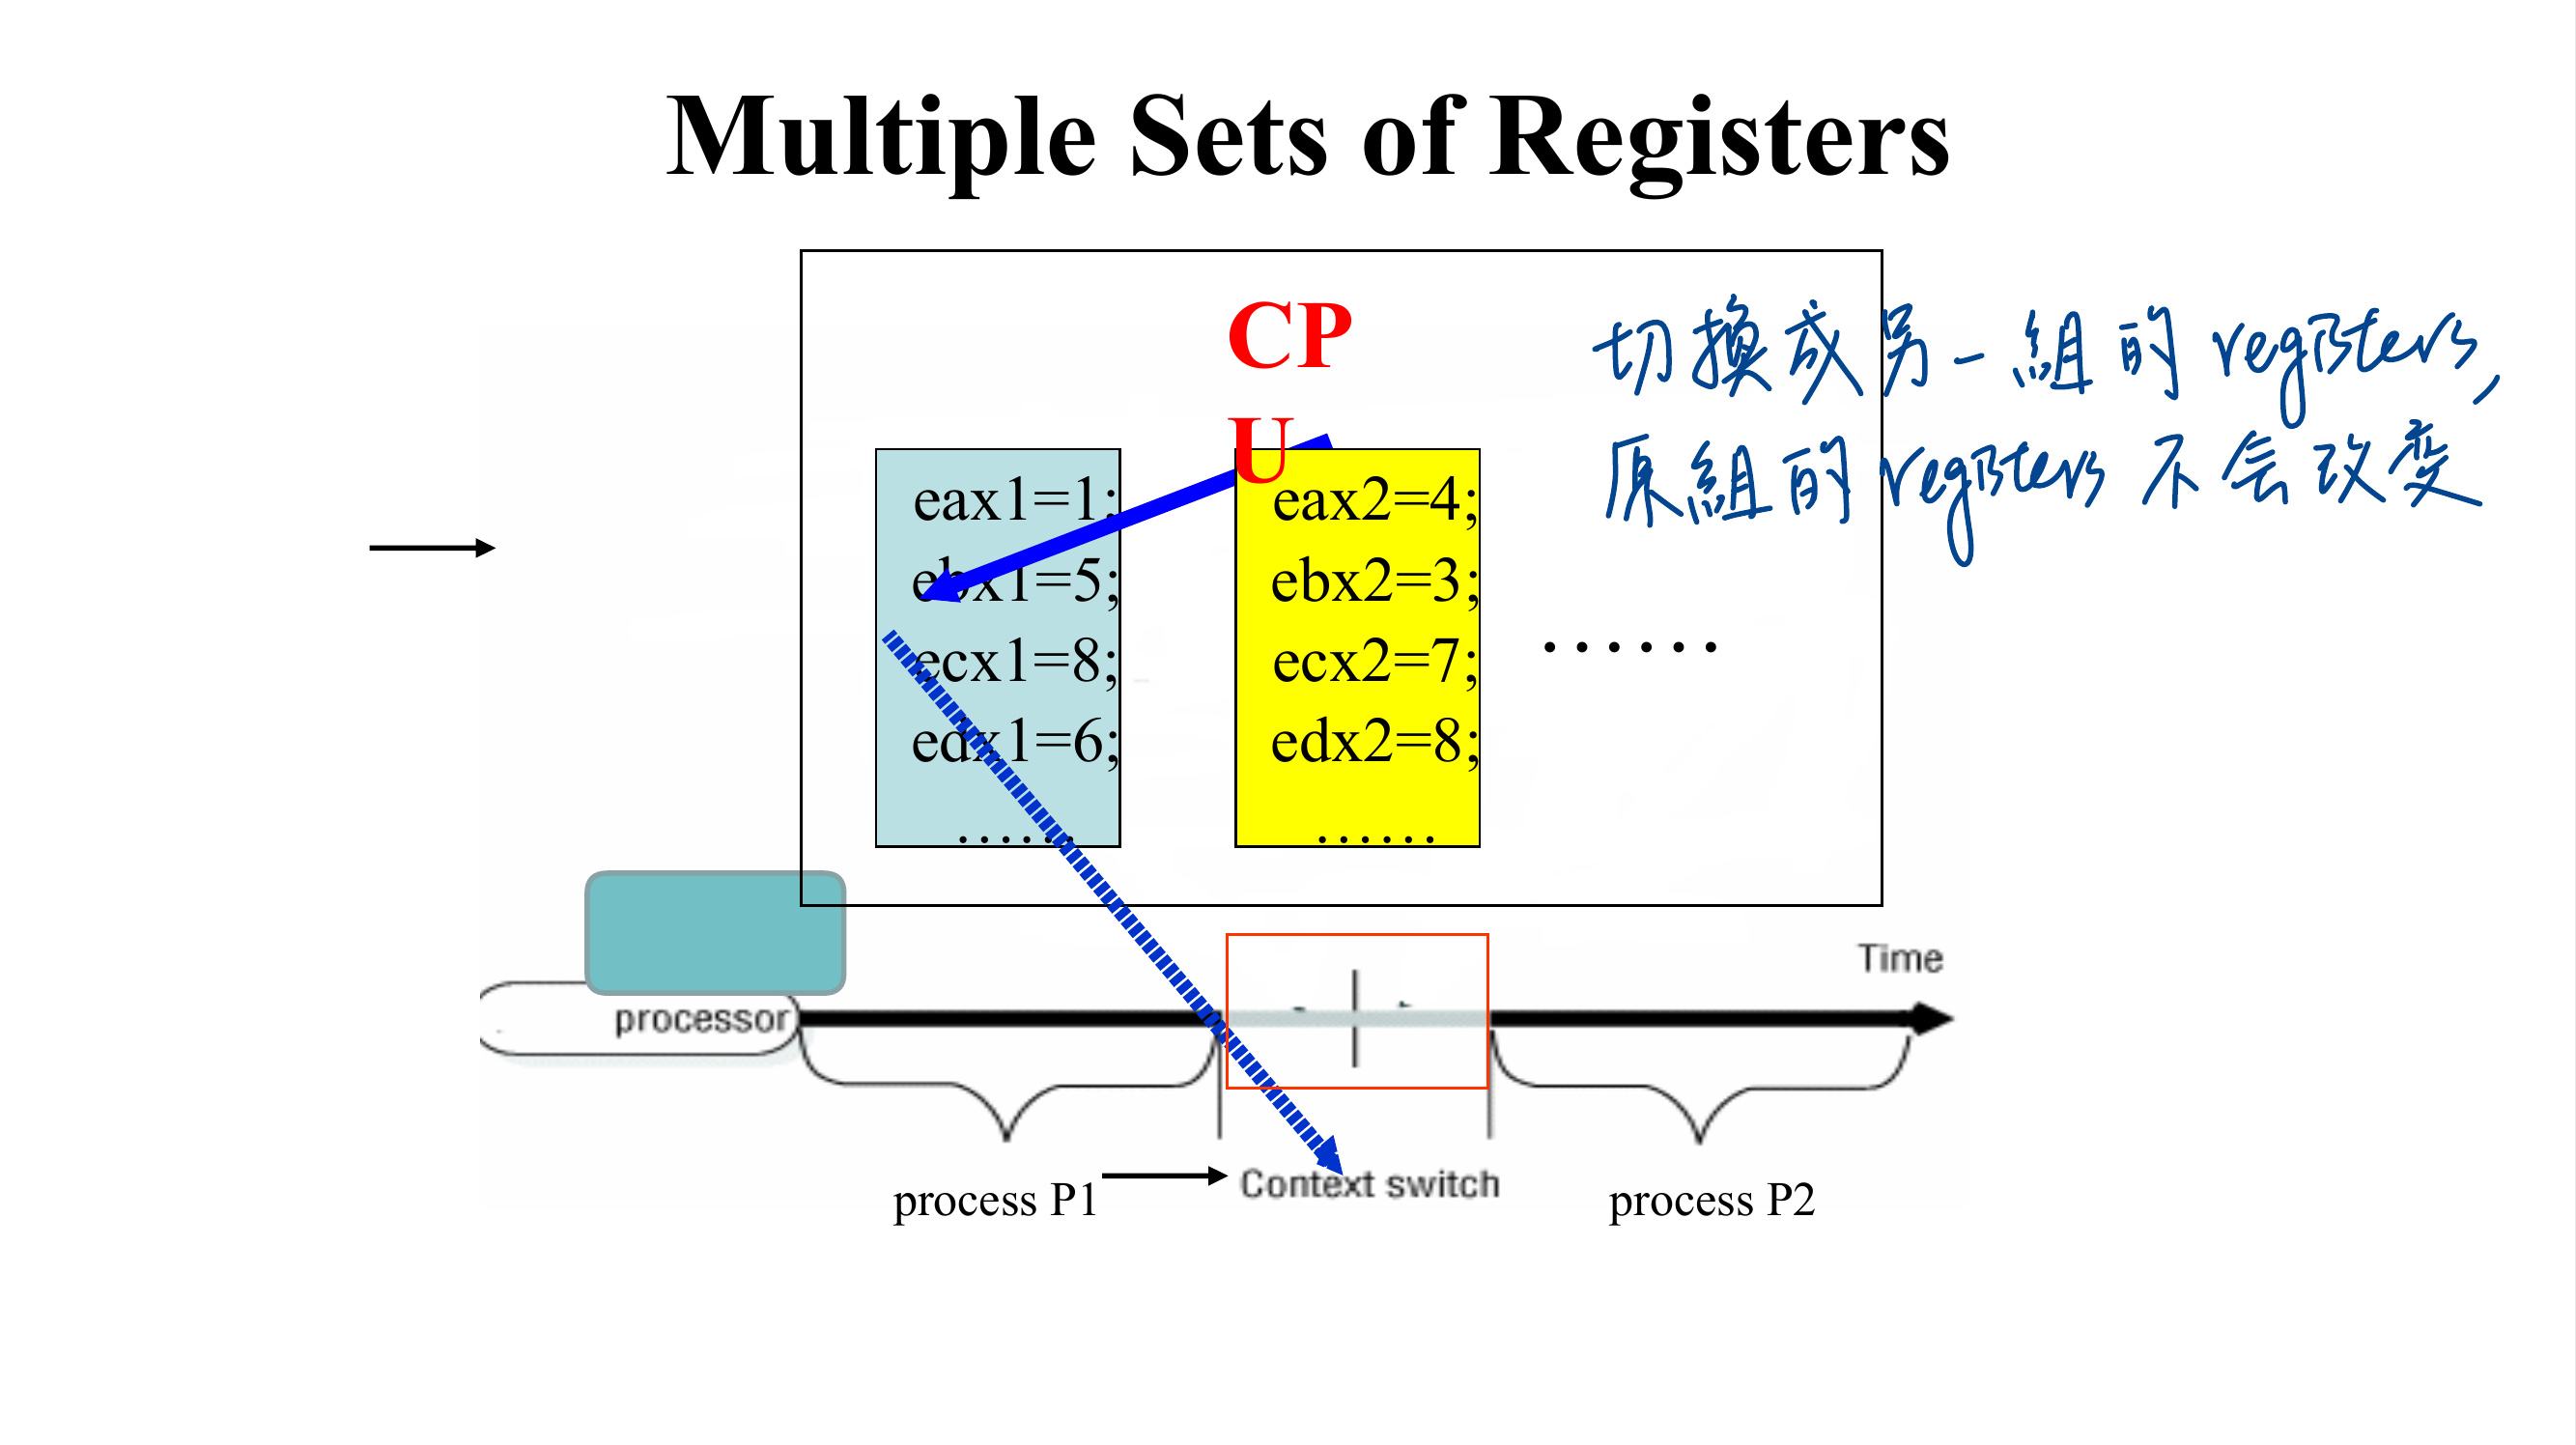 Multiple Sets of Registers
CP
U
切換成另一組的 registers,
原組的 registers 不会改变
eax1=1;
ebx1=5;
ecx1=8;
edx1=6;
......
eax2=4;
ebx2=3;
ecx2=7;
edx2=8;
......
......
Time
processor
process P1
Context switch
process P2